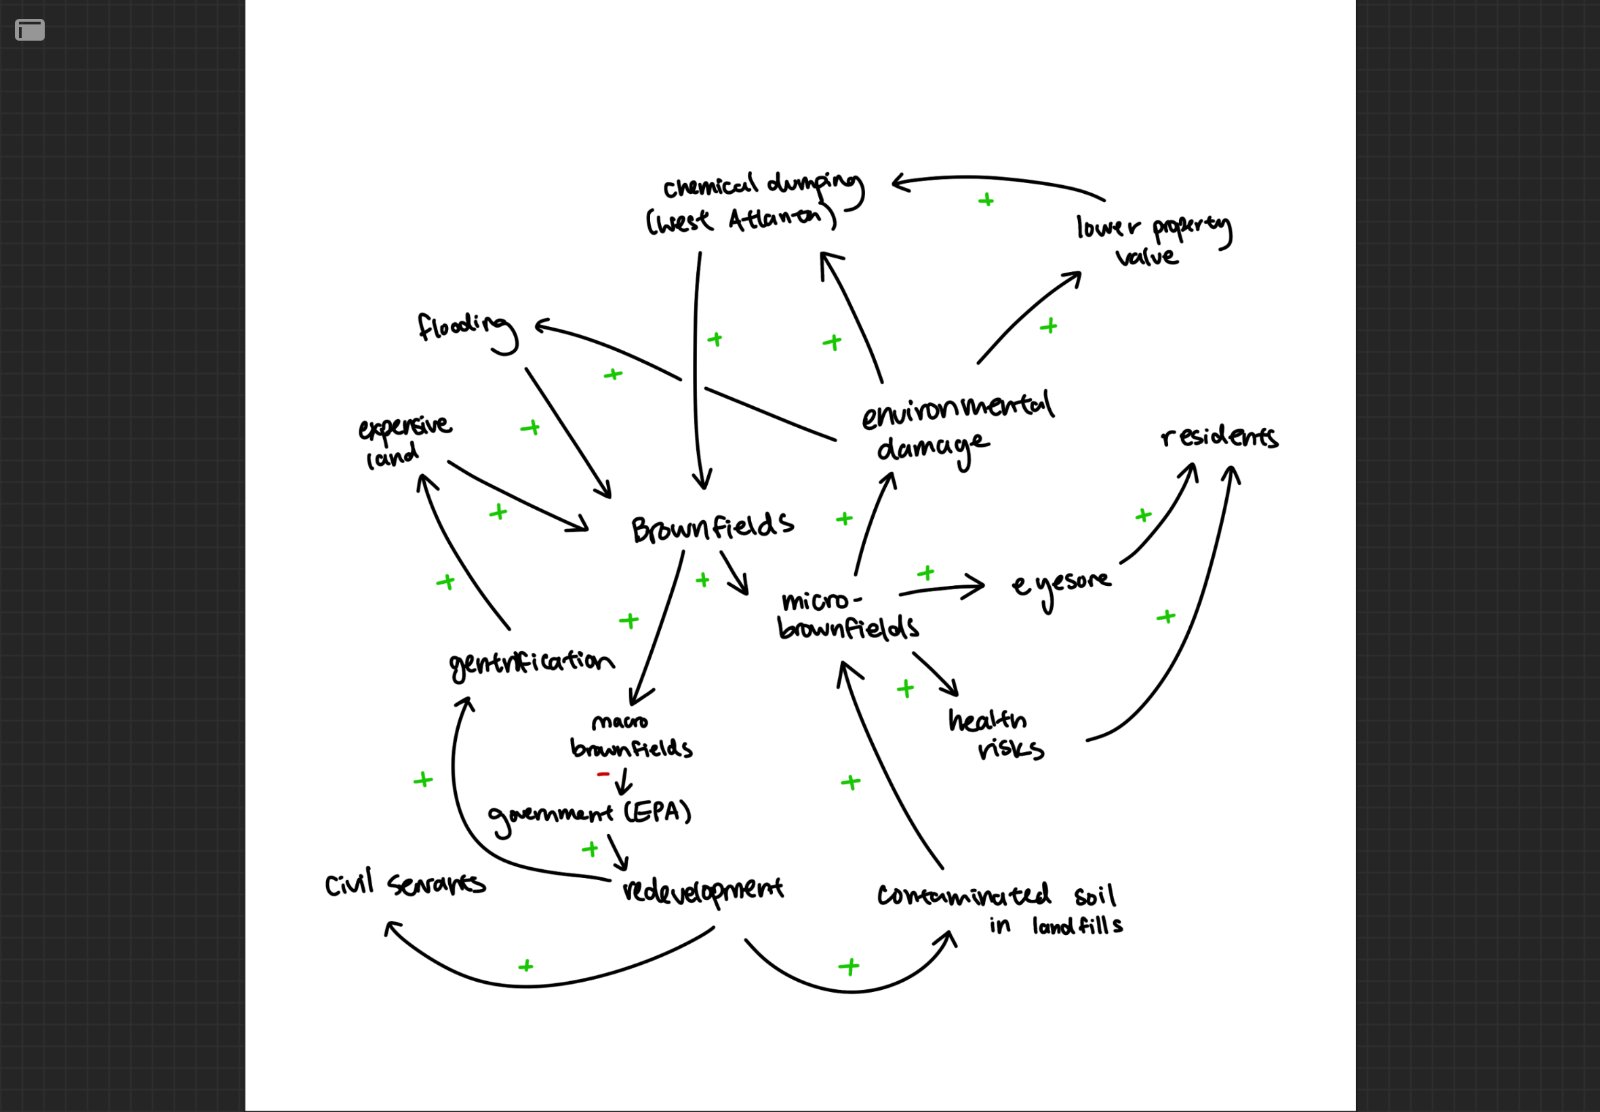 chemical dumping
(West Atlanta)
+
lower property
value
flooding
+
+
+
+
expensive
land
+
environmental
damage
residents
+
Brownfields
+
+
+
+
+
eyesore
micro-
brownfields
+
+
gentrification
+
macro
brownfields
health
risks
-
+
+
government (EPA)
+
civil servants
redevelopment
contaminated soil
in landfills
+
+